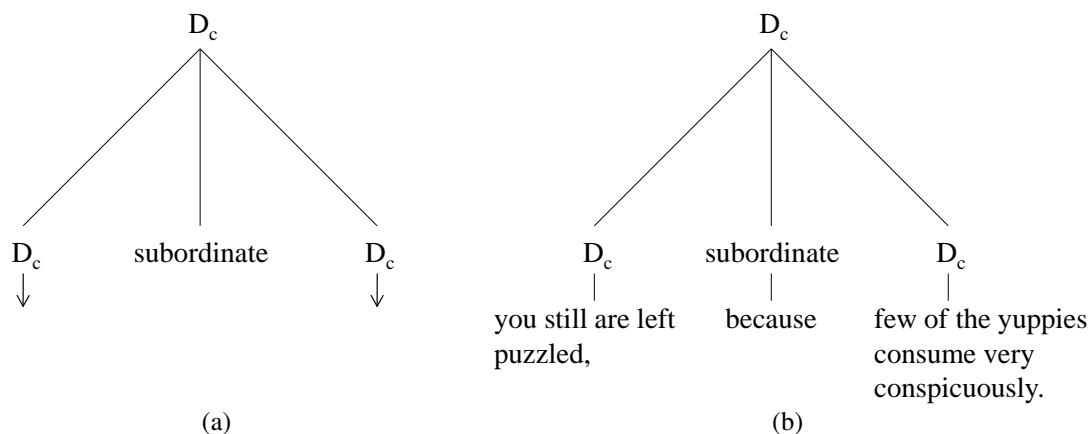 D_c D_c
D_c subordinate D_c D_c subordinate D_c
you still are left because few of the yuppies
puzzled, consume very
conspicuously.
(a) (b)